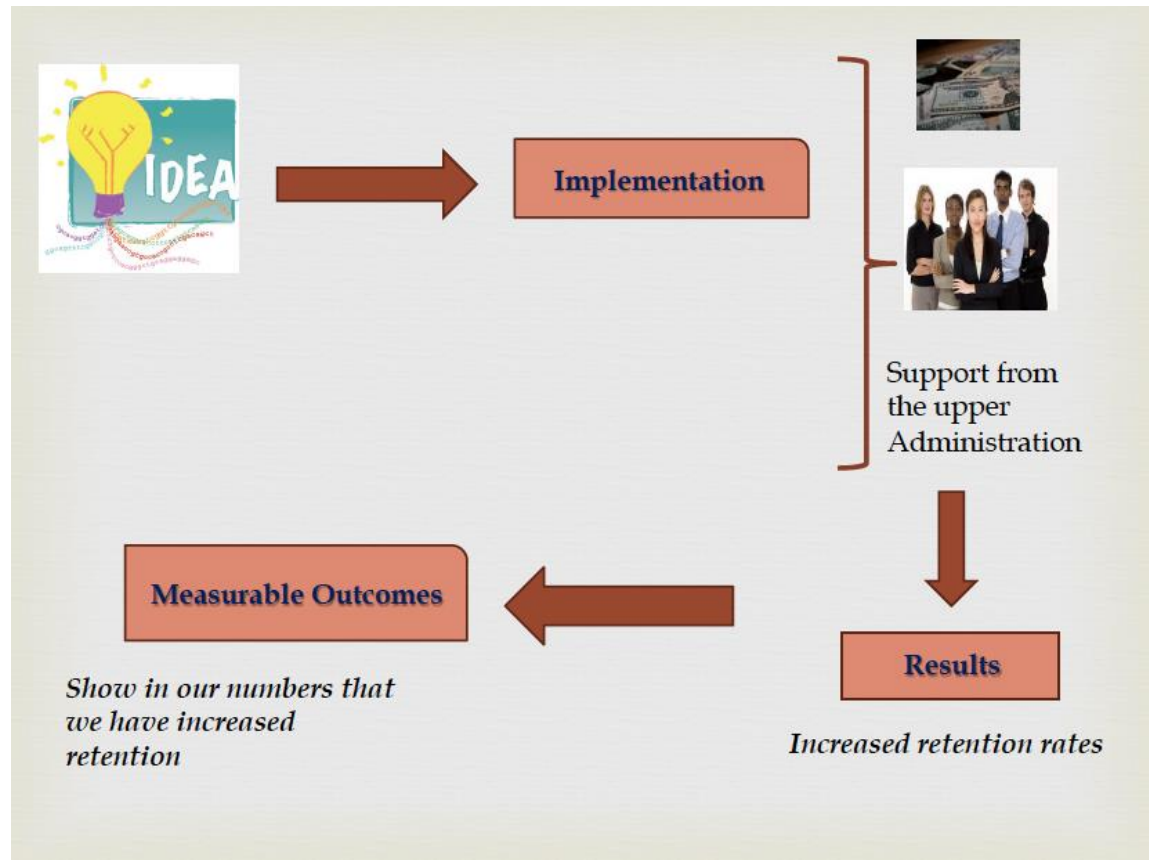 IDEA
Implementation
Support from
the upper
Administration
Results
Increased retention rates
Measurable Outcomes
Show in our numbers that
we have increased
retention